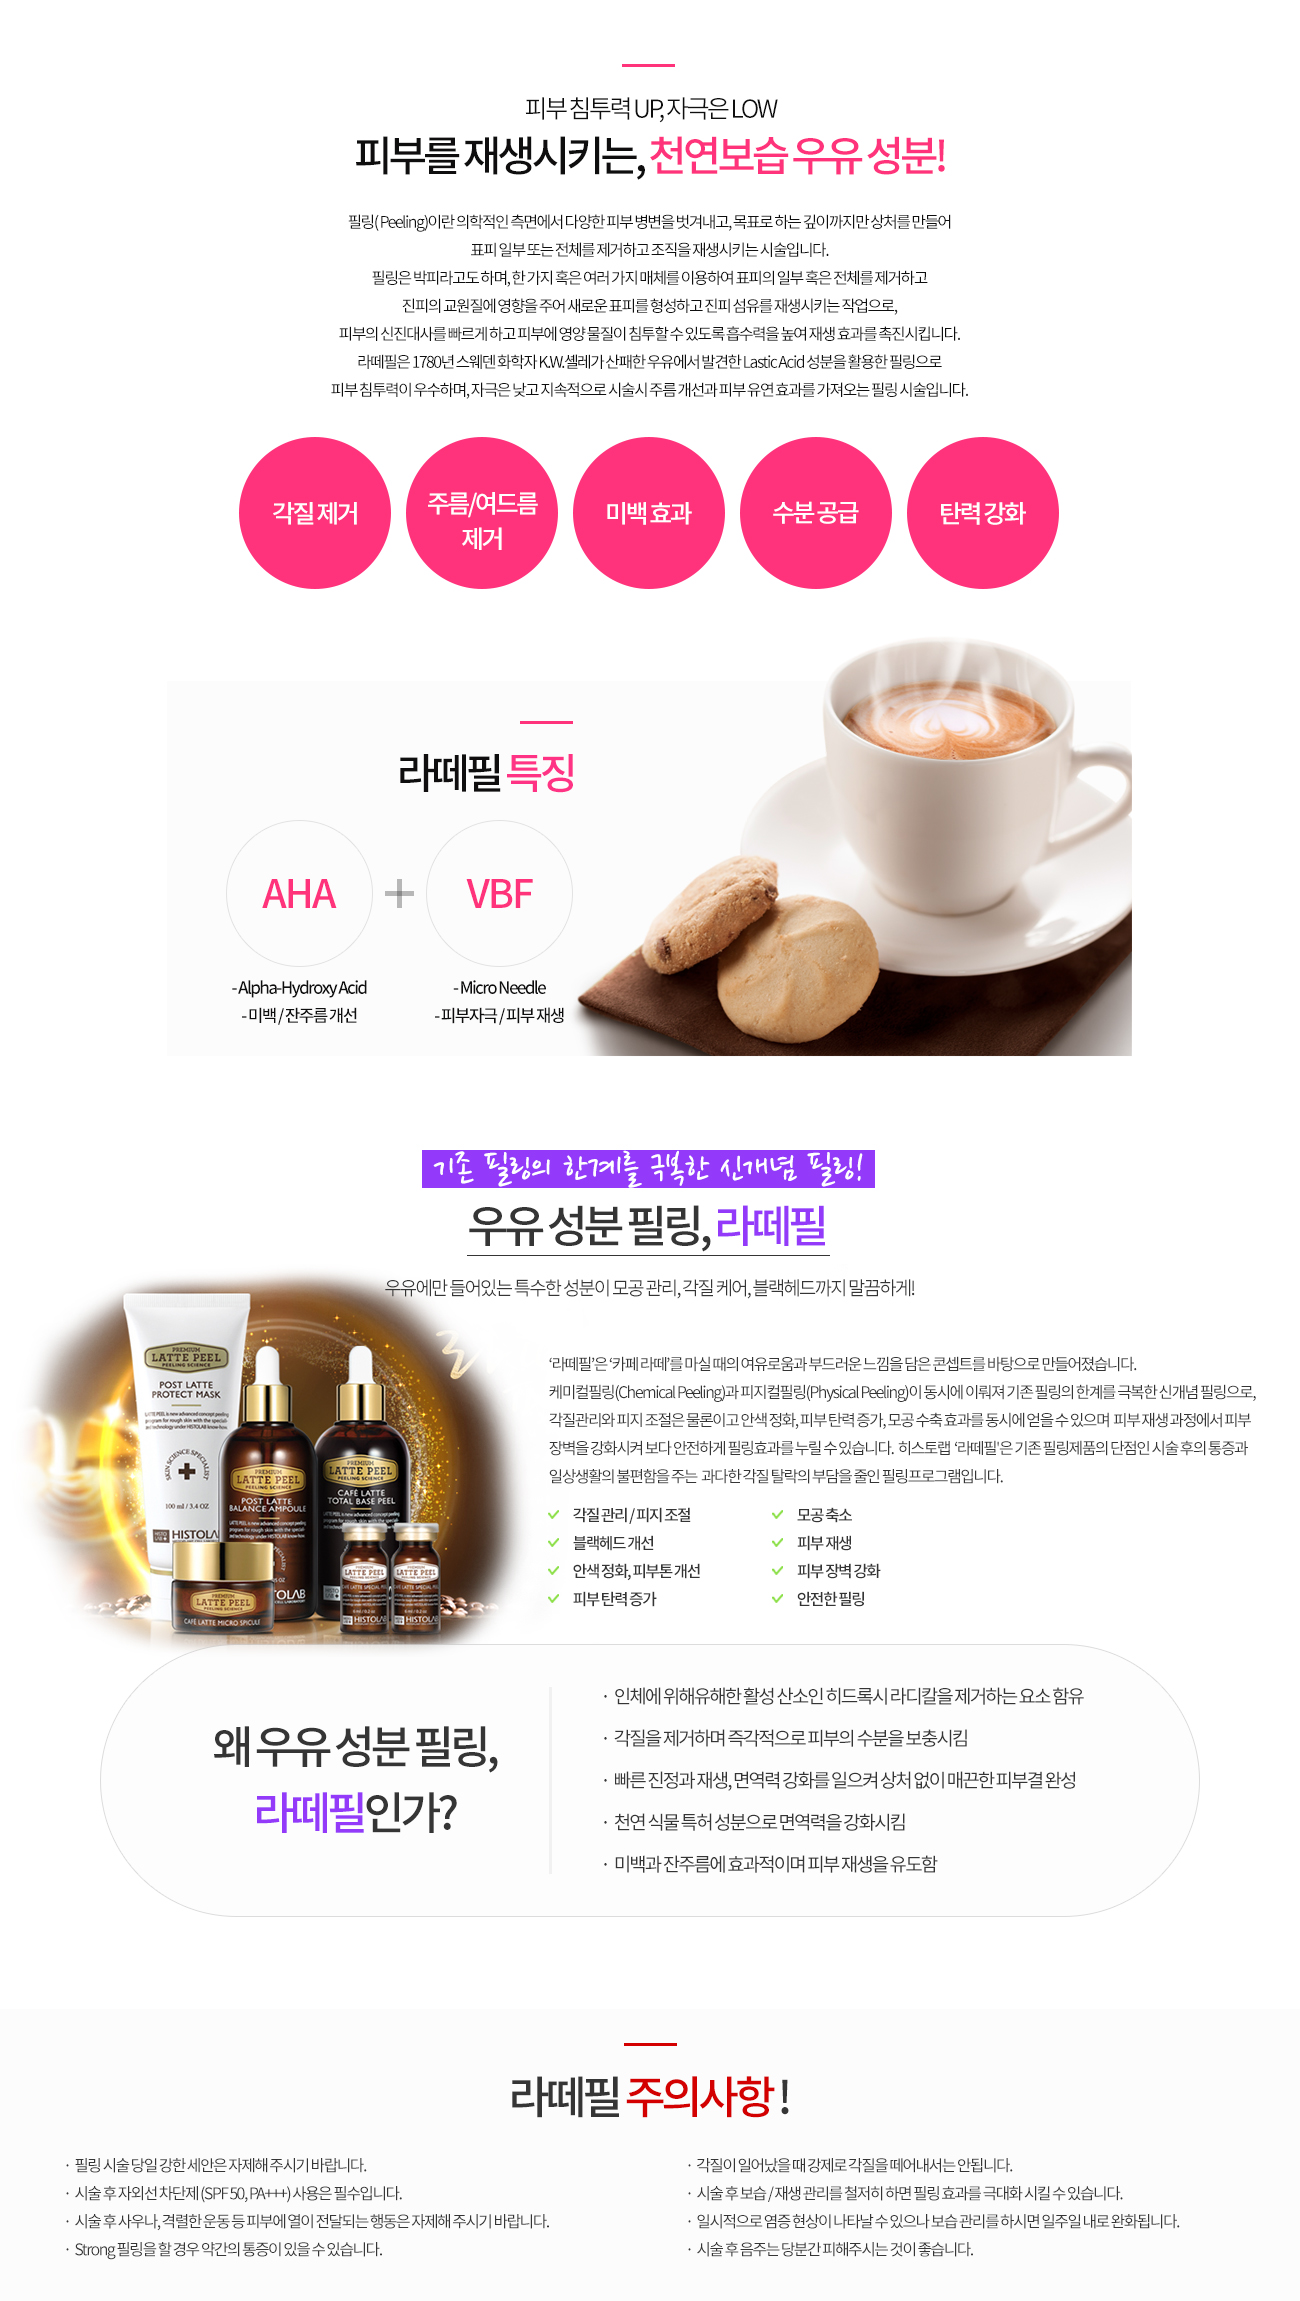 피부 침투력 UP, 자극은 LOW
피부를 재생시키는, 천연보습 우유 성분!
필링( Peeling)이란 의학적인 측면에서 다양한 피부 병변을 벗겨내고, 목표로 하는 깊이까지만 상처를 만들어
표피 일부 또는 전체를 제거하고 조직을 재생시키는 시술입니다.
필링은 박피라고도 하며, 한 가지 혹은 여러 가지 매체를 이용하여 표피의 일부 혹은 전체를 제거하고
진피의 교원질에 영향을 주어 새로운 표피를 형성하고 진피 섬유를 재생시키는 작업으로,
피부의 신진대사를 빠르게 하고 피부에 영양 물질이 침투할 수 있도록 흡수력을 높여 재생 효과를 촉진시킵니다.
라떼필은 1780년 스웨덴 화학자 K.W.셸레가 산패한 우유에서 발견한 Lastic Acid 성분을 활용한 필링으로
피부 침투력이 우수하며, 자극은 낮고 지속적으로 시술시 주름 개선과 피부 유연 효과를 가져오는 필링 시술입니다.
각질 제거
주름/여드름
제거
미백 효과
수분 공급
탄력 강화
라떼필 특징
AHA + VBF
- Alpha-Hydroxy Acid
- 미백 / 잔주름 개선
- Micro Needle
- 피부자극 / 피부 재생
기존 필링의 한계를 극복한 신개념 필링!
우유 성분 필링, 라떼필
우유에만 들어있는 특수한 성분이 모공 관리, 각질 케어, 블랙헤드까지 말끔하게!
PREMIUM
LATTE PEEL
PEELING SCIENCE
POST LATTE
PROTECT MASK
LATTE PEEL is new advanced concept peeling
program for rough skin with the speciali-
zed technology under HISTOLAB know-how.
SKIN SCIENCE SPECIALIST
100 ml / 3.4 OZ
HISTOLAB
PREMIUM
LATTE PEEL
PEELING SCIENCE
POST LATTE
BALANCE AMPOULE
PREMIUM
LATTE PEEL
PEELING SCIENCE
CAFÉ LATTE
TOTAL BASE PEEL
PREMIUM
LATTE PEEL
PEELING SCIENCE
CAFÉ LATTE MICRO SPICULE
LATTE PEEL
CAFÉ LATTE SPECIAL
HISTOLAB
LATTE PEEL
CAFÉ LATTE SPECIAL
HISTOLAB
‘라떼필’은 ‘카페 라떼’를 마실 때의 여유로움과 부드러운 느낌을 담은 콘셉트를 바탕으로 만들어졌습니다.
케미컬필링(Chemical Peeling)과 피지컬필링(Physical Peeling)이 동시에 이뤄져 기존 필링의 한계를 극복한 신개념 필링으로,
각질관리와 피지 조절은 물론이고 안색 정화, 피부 탄력 증가, 모공 수축 효과를 동시에 얻을 수 있으며 피부 재생 과정에서 피부
장벽을 강화시켜 보다 안전하게 필링효과를 누릴 수 있습니다. 히스토랩 ‘라떼필’은 기존 필링제품의 단점인 시술 후의 통증과
일상생활의 불편함을 주는 과다한 각질 탈락의 부담을 줄인 필링프로그램입니다.
각질 관리 / 피지 조절
블랙헤드 개선
안색 정화, 피부톤 개선
피부 탄력 증가
모공 축소
피부 재생
피부 장벽 강화
안전한 필링
왜 우유 성분 필링,
라떼필인가?
· 인체에 위해유해한 활성 산소인 히드록시 라디칼을 제거하는 요소 함유
· 각질을 제거하며 즉각적으로 피부의 수분을 보충시킴
· 빠른 진정과 재생, 면역력 강화를 일으켜 상처 없이 매끈한 피부결 완성
· 천연 식물 특허 성분으로 면역력을 강화시킴
· 미백과 잔주름에 효과적이며 피부 재생을 유도함
라떼필 주의사항 !
· 필링 시술 당일 강한 세안은 자제해 주시기 바랍니다.
· 시술 후 자외선 차단제 (SPF 50, PA+++) 사용은 필수입니다.
· 시술 후 사우나, 격렬한 운동 등 피부에 열이 전달되는 행동은 자제해 주시기 바랍니다.
· Strong 필링을 할 경우 약간의 통증이 있을 수 있습니다.
· 각질이 일어났을 때 강제로 각질을 떼어내서는 안됩니다.
· 시술 후 보습 / 재생 관리를 철저히 하면 필링 효과를 극대화 시킬 수 있습니다.
· 일시적으로 염증 현상이 나타날 수 있으나 보습 관리를 하시면 일주일 내로 완화됩니다.
· 시술 후 음주는 당분간 피해주시는 것이 좋습니다.